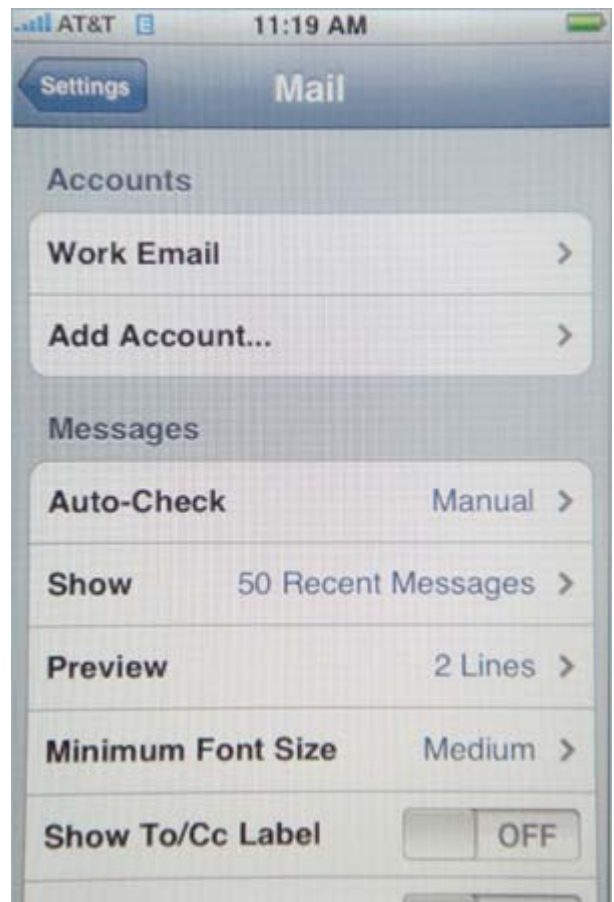 AT&T E 11:19 AM
Settings Mail
Accounts
Work Email
Add Account...
Messages
Auto-Check Manual
Show 50 Recent Messages
Preview 2 Lines
Minimum Font Size Medium
Show To/Cc Label OFF